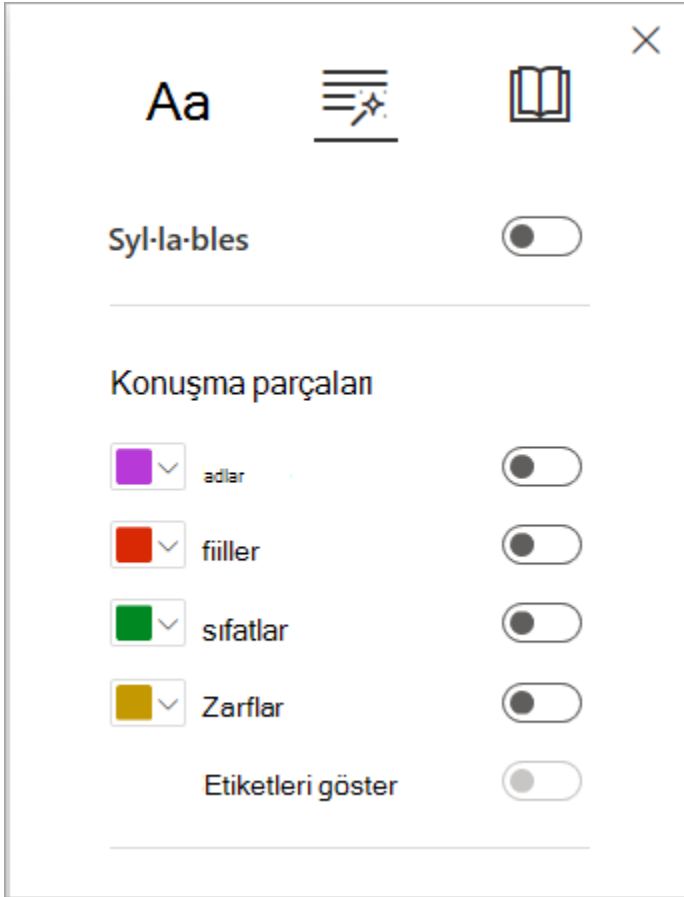 Aa
Syl·la·bles
Konuşma parçaları
adlar
fiiller
sıfatlar
Zarflar
Etiketleri göster